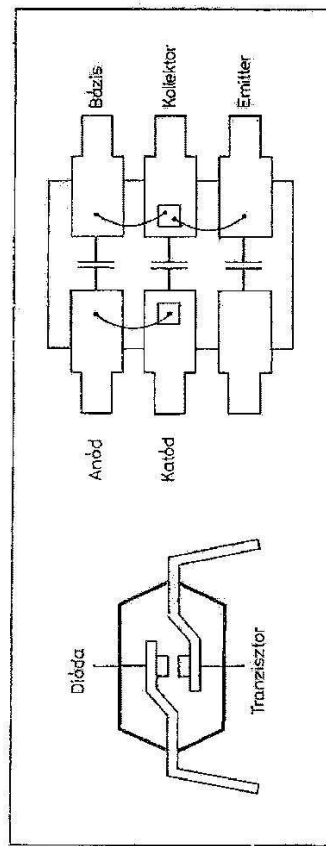 Dióda
Tranzisztor
Anód
Katód
Bázis
Kollektor
Emitter